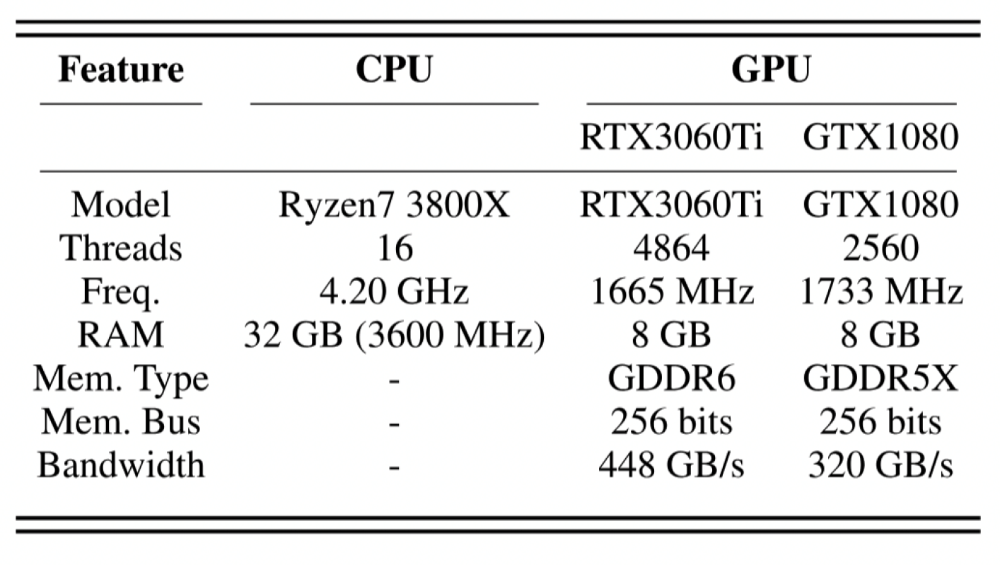 Feature CPU GPU
RTX3060Ti GTX1080
Model Ryzen7 3800X RTX3060Ti GTX1080
Threads 16 4864 2560
Freq. 4.20 GHz 1665 MHz 1733 MHz
RAM 32 GB (3600 MHz) 8 GB 8 GB
Mem. Type - GDDR6 GDDR5X
Mem. Bus - 256 bits 256 bits
Bandwidth - 448 GB/s 320 GB/s